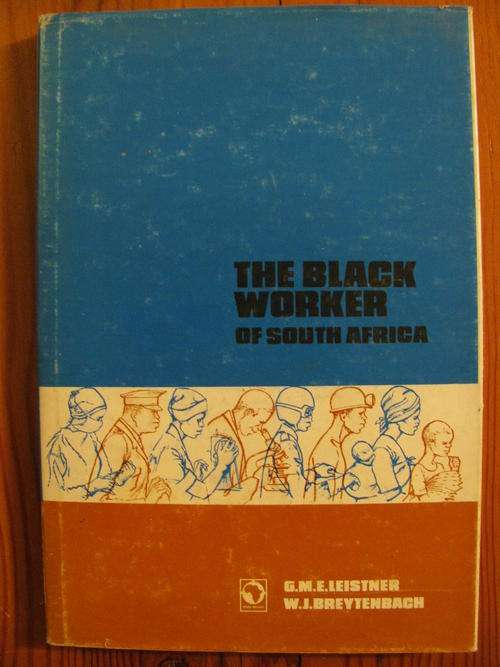 THE BLACK
WORKER
OF SOUTH AFRICA
G.M.E.LEISTNER
W.J.BREYTENBACH